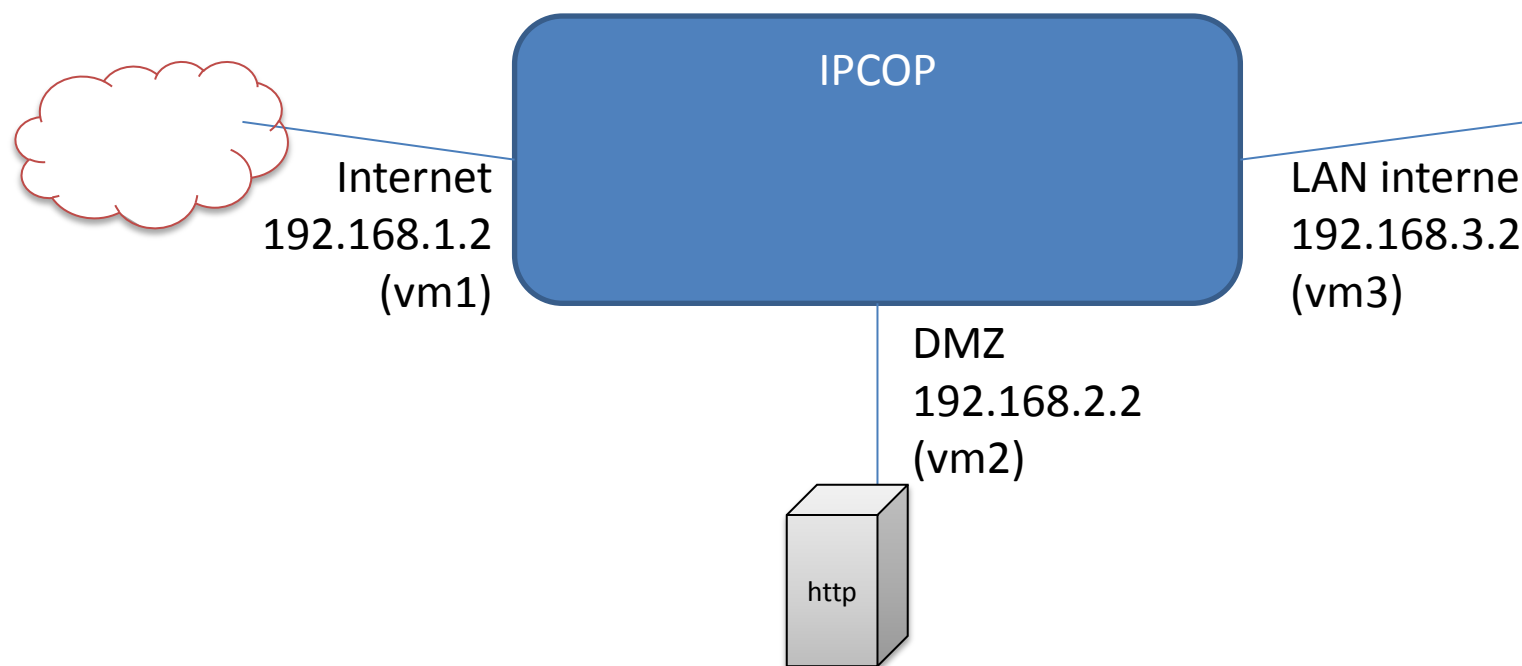 IPCOP
Internet
192.168.1.2
(vm1)
LAN interne
192.168.3.2
(vm3)
DMZ
192.168.2.2
(vm2)
http